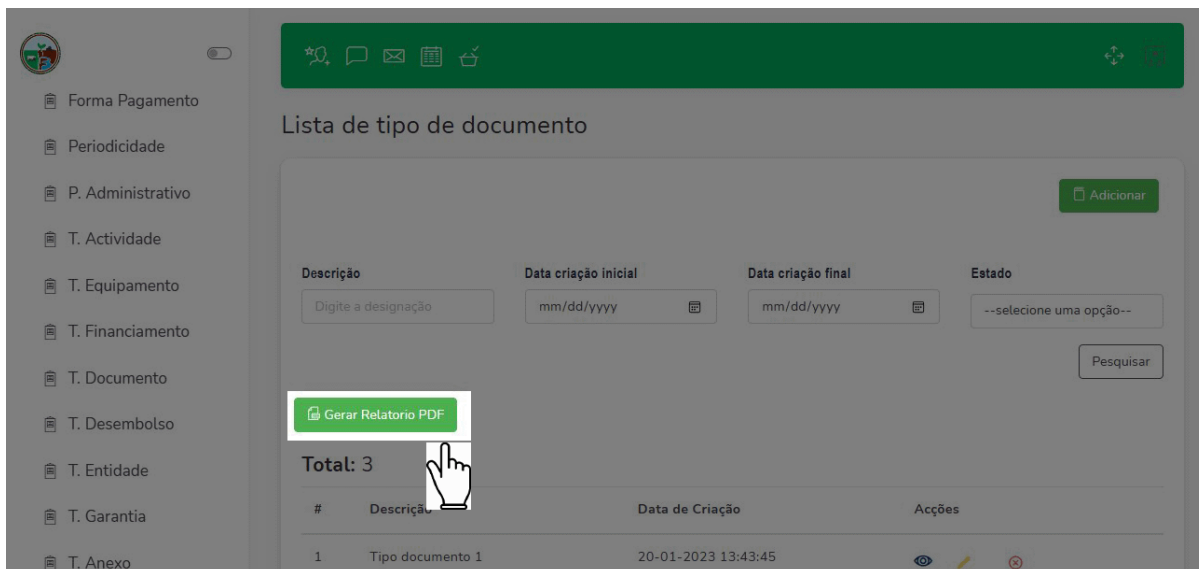 Forma Pagamento
Periodicidade
P. Administrativo
T. Actividade
T. Equipamento
T. Financiamento
T. Documento
T. Desembolso
T. Entidade
T. Garantia
T. Anexo
Lista de tipo de documento
Adicionar
Descrição Data criação inicial Data criação final Estado
Digite a designação mm/dd/yyyy mm/dd/yyyy --selecione uma opção--
Pesquisar
Gerar Relatorio PDF
Total: 3
# Descrição Data de Criação Acções
1 Tipo documento 1 20-01-2023 13:43:45